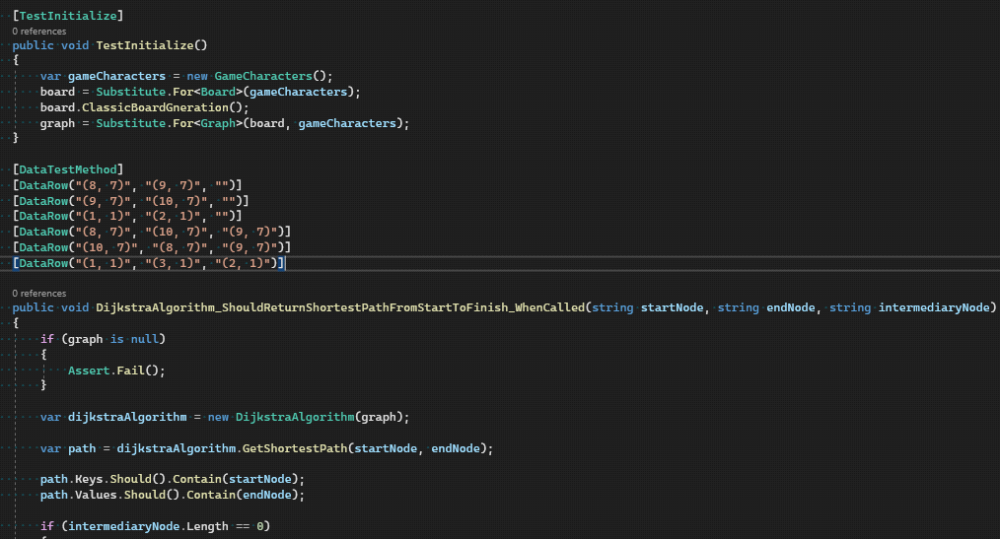 [TestInitialize]
0 references
public void TestInitialize()
{
var gameCharacters = new GameCharacters();
board = Substitute.For<Board>(gameCharacters);
board.ClassicBoardGneration();
graph = Substitute.For<Graph>(board, gameCharacters);
}
[DataTestMethod]
[DataRow("(8, 7)", "(9, 7)", "")]
[DataRow("(9, 7)", "(10, 7)", "")]
[DataRow("(1, 1)", "(2, 1)", "")]
[DataRow("(8, 7)", "(10, 7)", "(9, 7)")]
[DataRow("(10, 7)", "(8, 7)", "(9, 7)")]
[DataRow("(1, 1)", "(3, 1)", "(2, 1)")]
0 references
public void DijkstraAlgorithm_ShouldReturnShortestPathFromStartToFinish_WhenCalled(string startNode, string endNode, string intermediaryNode)
{
if (graph is null)
{
Assert.Fail();
}
var dijkstraAlgorithm = new DijkstraAlgorithm(graph);
var path = dijkstraAlgorithm.GetShortestPath(startNode, endNode);
path.Keys.Should().Contain(startNode);
path.Values.Should().Contain(endNode);
if (intermediaryNode.Length == 0)
{